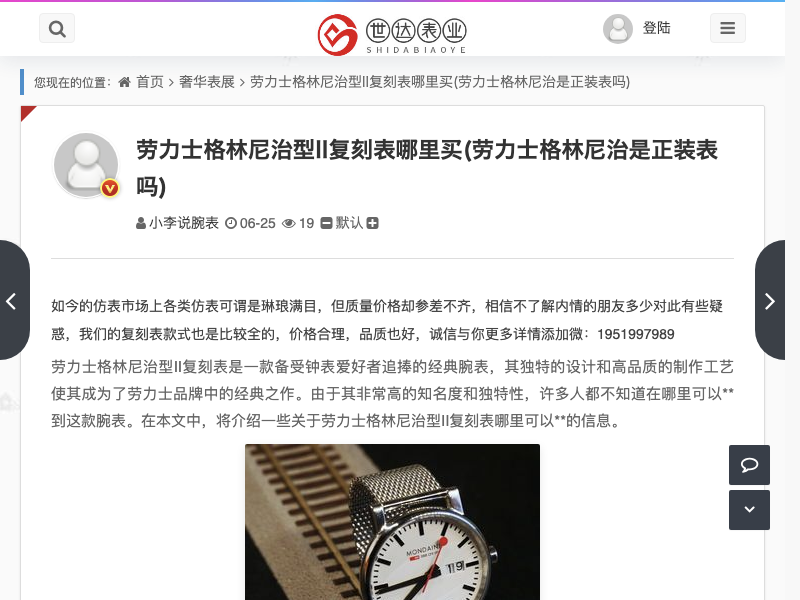 世达表业
SHIDABIAOYE
登陆
您现在的位置: 首页 > 奢华表展 > 劳力士格林尼治型II复刻表哪里买(劳力士格林尼治是正装表吗)
劳力士格林尼治型II复刻表哪里买(劳力士格林尼治是正装表
吗)
小李说腕表 06-25 19 默认
如今的仿表市场上各类仿表可谓是琳琅满目，但质量价格却参差不齐，相信不了解内情的朋友多少对此有些疑
惑，我们的复刻表款式也是比较全的，价格合理，品质也好，诚信与你更多详情添加微：1951997989
劳力士格林尼治型II复刻表是一款备受钟表爱好者追捧的经典腕表，其独特的设计和高品质的制作工艺
使其成为了劳力士品牌中的经典之作。由于其非常高的知名度和独特性，许多人都不知道在哪里可以**
到这款腕表。在本文中，将介绍一些关于劳力士格林尼治型II复刻表哪里可以**的信息。
MONDAINE
19